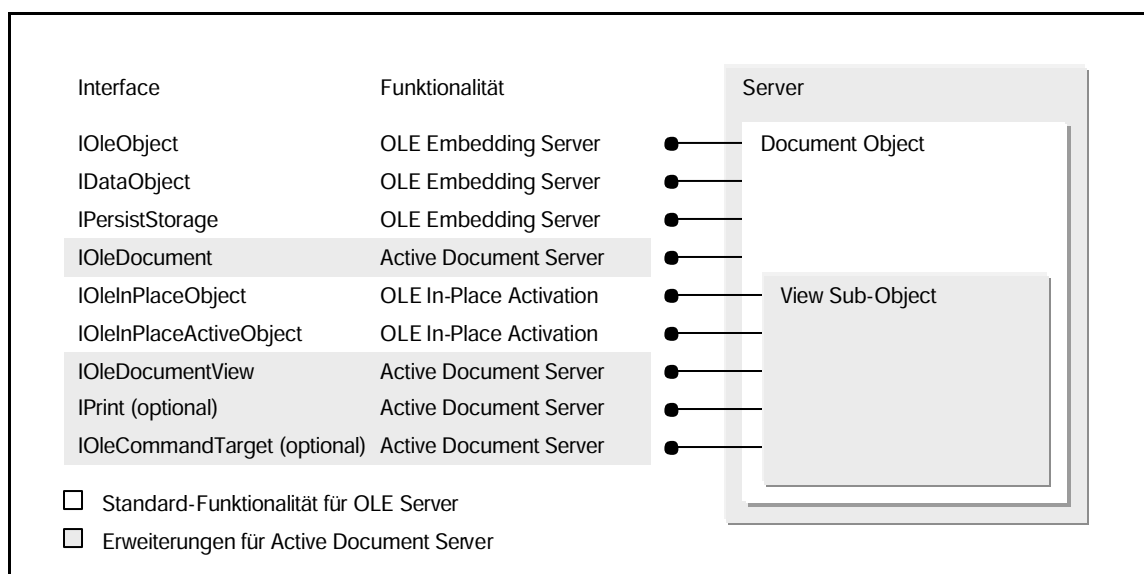 Interface Funktionalität Server
IOleObject OLE Embedding Server Document Object
IDataObject OLE Embedding Server
IPersistStorage OLE Embedding Server
IOleDocument Active Document Server
IOleInPlaceObject OLE In-Place Activation View Sub-Object
IOleInPlaceActiveObject OLE In-Place Activation
IOleDocumentView Active Document Server
IPrint (optional) Active Document Server
IOleCommandTarget (optional) Active Document Server
Standard-Funktionalität für OLE Server
Erweiterungen für Active Document Server